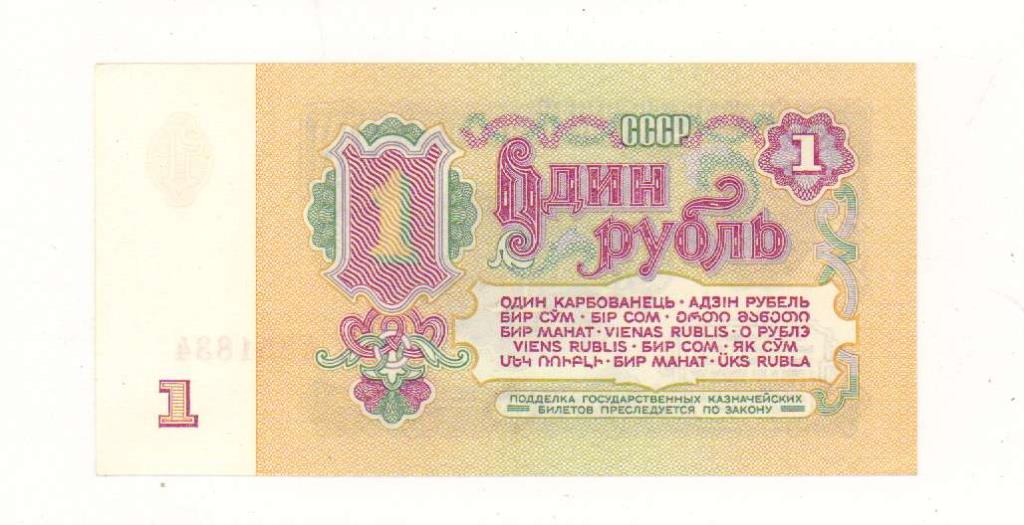 СССР
1
1
Один
рубль
ОДИН КАРБОВАНЕЦЬ · АДЗІН РУБЕЛЬ
БИР СЎМ · БІР СОМ · ᲔᲠᲗᲘ ᲛᲐᲜᲔᲗᲘ
БИР МАНАТ · VIENAS RUBLIS · О РУБЛЭ
VIENS RUBLIS · БИР СОМ · ЯК СЎМ
ՄԵԿ ՌՈՒԲԼԻ · БИР МАНАТ · ÜKS RUBLA
ПОДДЕЛКА ГОСУДАРСТВЕННЫХ КАЗНАЧЕЙСКИХ
БИЛЕТОВ ПРЕСЛЕДУЕТСЯ ПО ЗАКОНУ
1